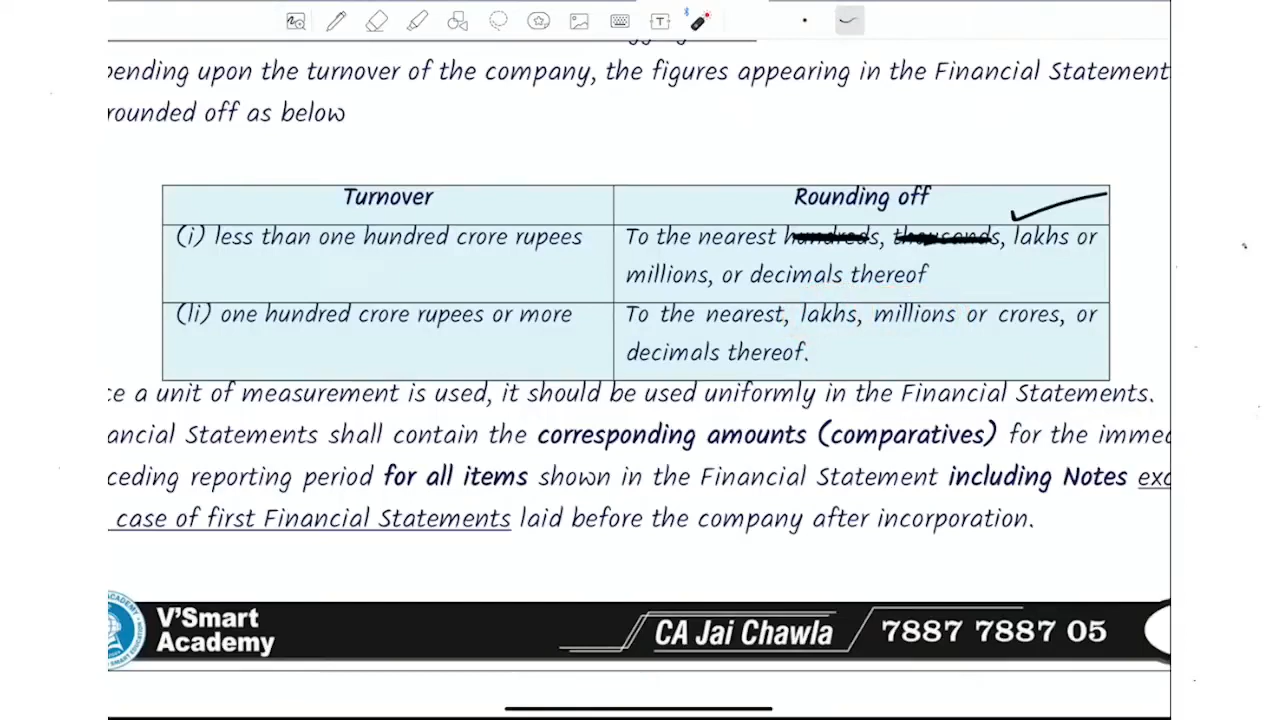 pending upon the turnover of the company, the figures appearing in the Financial Statement
rounded off as below
Turnover
Rounding off
(i) less than one hundred crore rupees
To the nearest hundreds, thousands, lakhs or
millions, or decimals thereof
(Ii) one hundred crore rupees or more
To the nearest, lakhs, millions or crores, or
decimals thereof.
ce a unit of measurement is used, it should be used uniformly in the Financial Statements.
ancial Statements shall contain the corresponding amounts (comparatives) for the immed
ceding reporting period for all items shown in the Financial Statement including Notes exc
case of first Financial Statements laid before the company after incorporation.
V'Smart
Academy
CA Jai Chawla
7887 7887 05